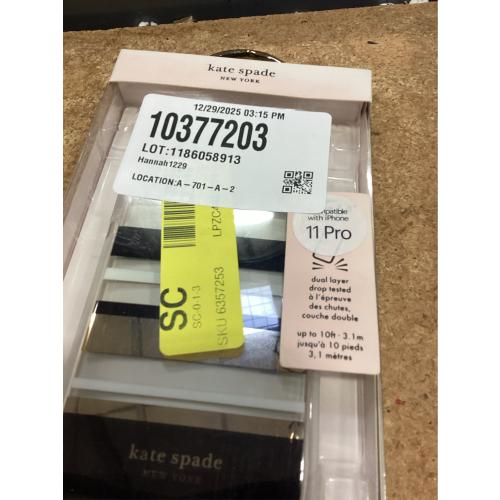 kate spade
NEW YORK
12/29/2025 03:15 PM
10377203
LOT:1186058913
Hannah1229
LOCATION:A-701-A-2
with iPhone
11 Pro
dual layer
drop tested
à l'épreuve
des chutes,
couche double
up to 10ft · 3.1m
jusqu'à 10 pieds
3,1 mètres
SC
SC-0-1-3
SKU 6357253
kate spade
NEW YORK